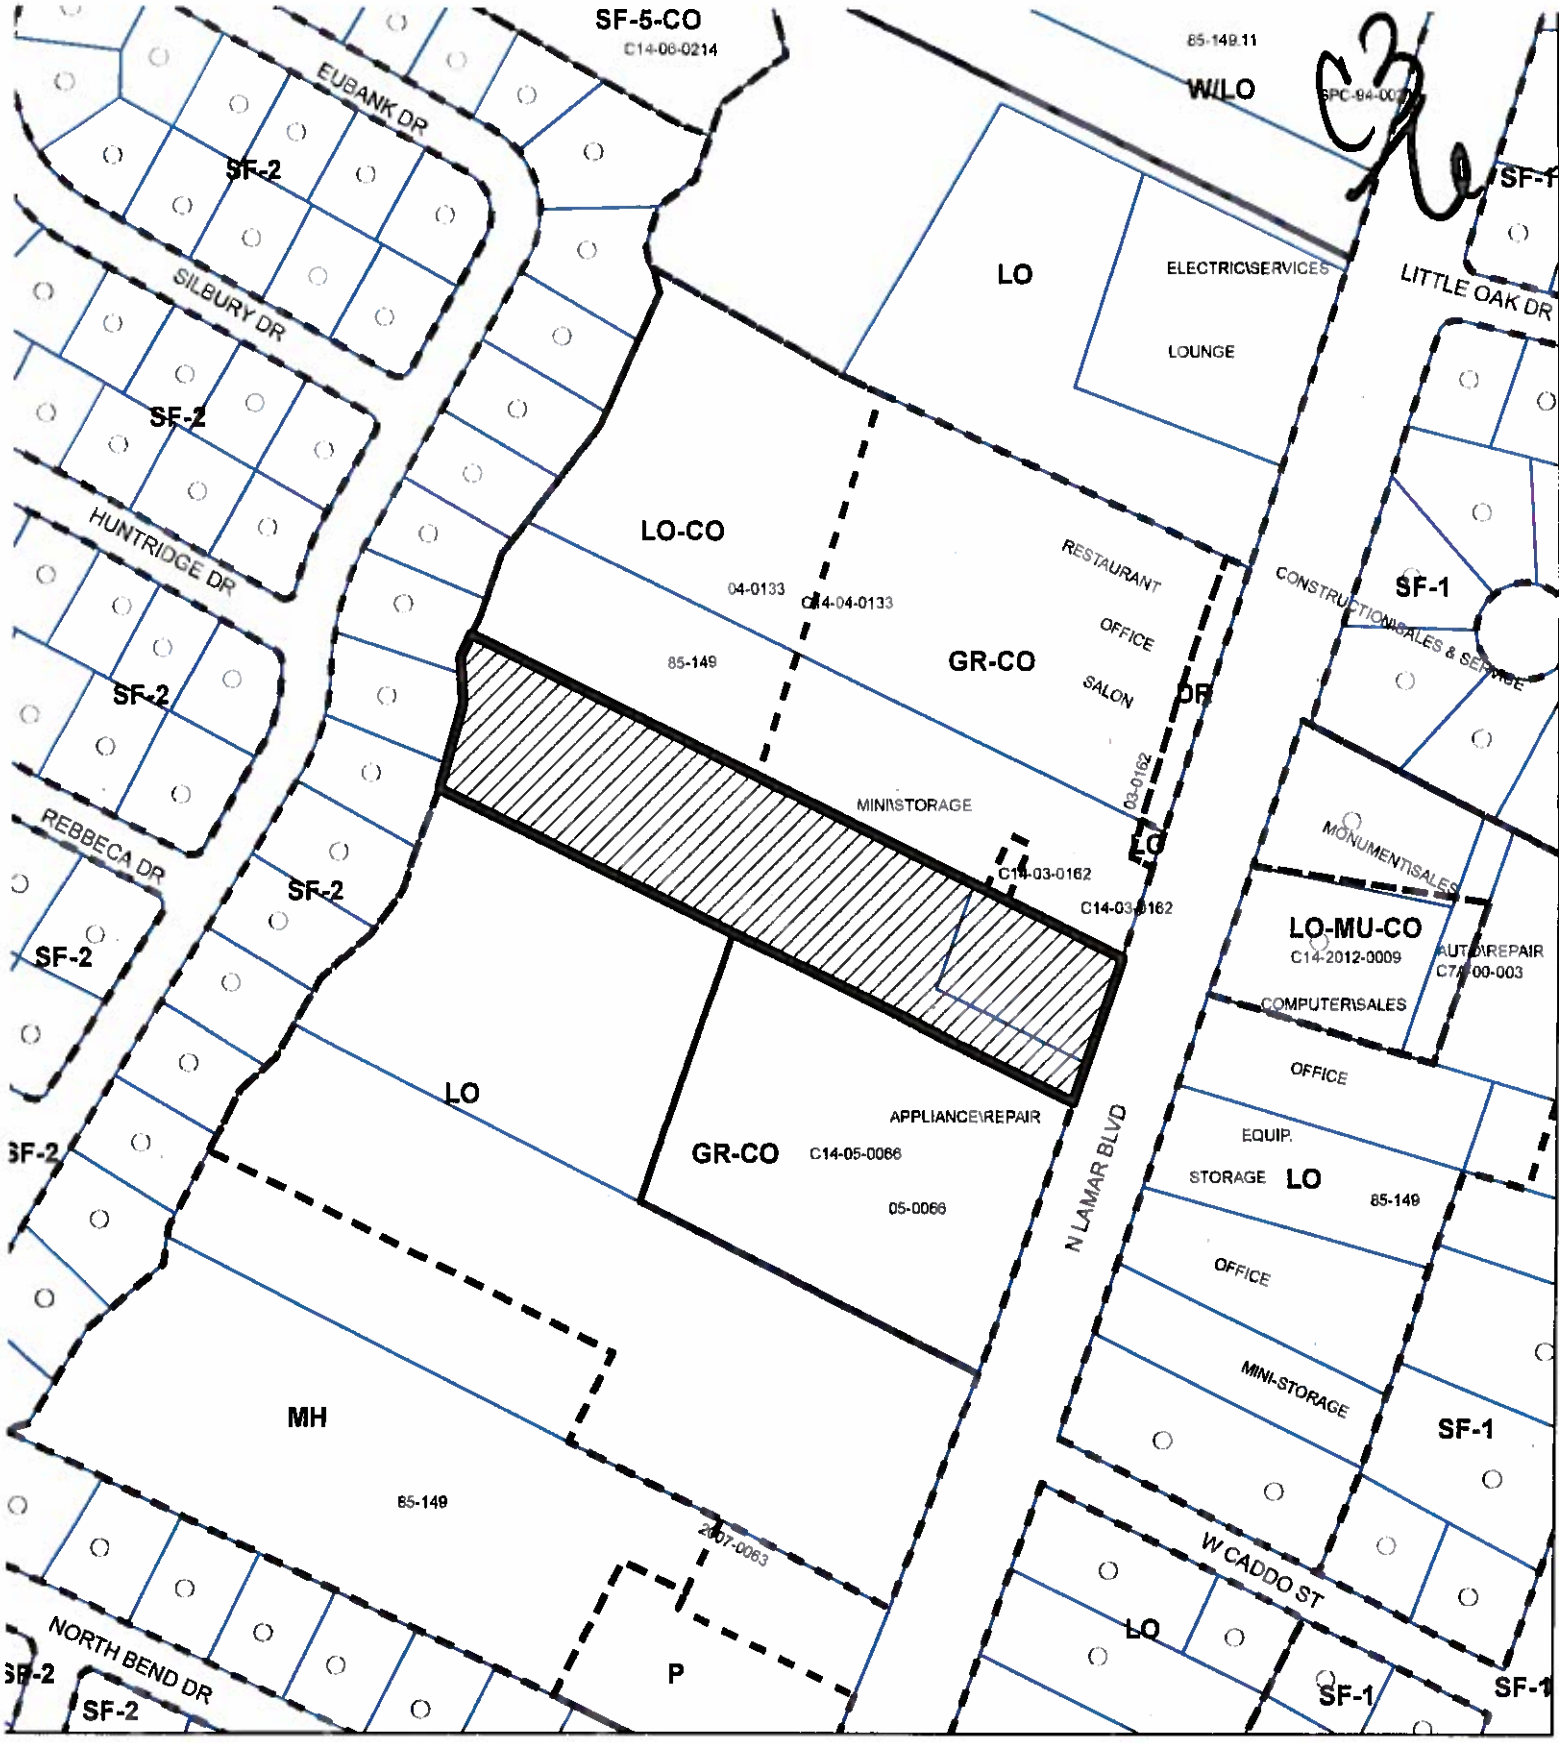 SF-5-CO
C14-06-0214
85-149.11
W/LO
EUBANK DR
SF-2
SF-1
LITTLE OAK DR
LO
ELECTRIC\SERVICES
LOUNGE
SILBURY DR
SF-2
LO-CO
04-0133
C14-04-0133
85-149
RESTAURANT
OFFICE
SALON
GR-CO
CONSTRUCTION\SALES & SERVICE
SF-1
HUNTRIDGE DR
SF-2
03-0162
LO
MINI\STORAGE
C14-03-0162
C14-03-0162
MONUMENT\SALES
REBBECA DR
SF-2
SF-2
LO-MU-CO
C14-2012-0009
AUTO\REPAIR
C7A-00-003
COMPUTER\SALES
OFFICE
LO
APPLIANCE\REPAIR
GR-CO
C14-05-0066
05-0066
N LAMAR BLVD
EQUIP.
STORAGE
LO
85-149
SF-2
OFFICE
MINI-STORAGE
SF-1
MH
85-149
2007-0063
W CADDO ST
LO
NORTH BEND DR
SF-2
SF-2
P
SF-1
SF-1